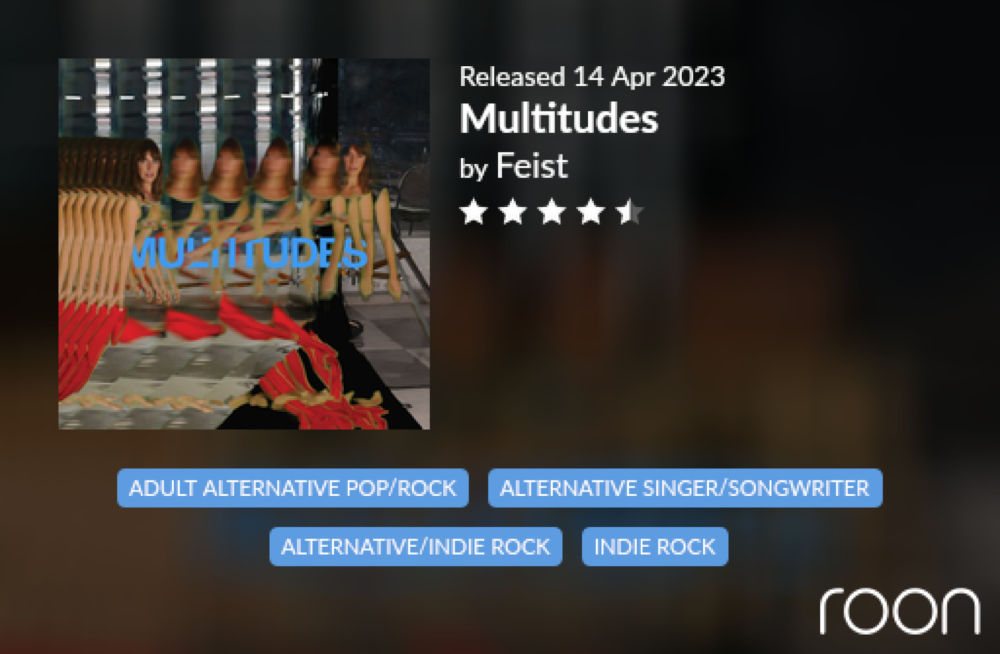 Released 14 Apr 2023
Multitudes
by Feist
MULTITUDES
ADULT ALTERNATIVE POP/ROCK
ALTERNATIVE SINGER/SONGWRITER
ALTERNATIVE/INDIE ROCK
INDIE ROCK
roon